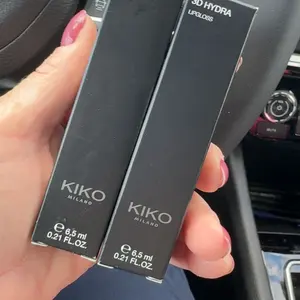 KIKO
MILANO
e 6.5 ml
0.21 FL.OZ.
3D HYDRA
LIPGLOSS
KIKO
MILANO
e 6.5 ml
0.21 FL.OZ.
AUTO